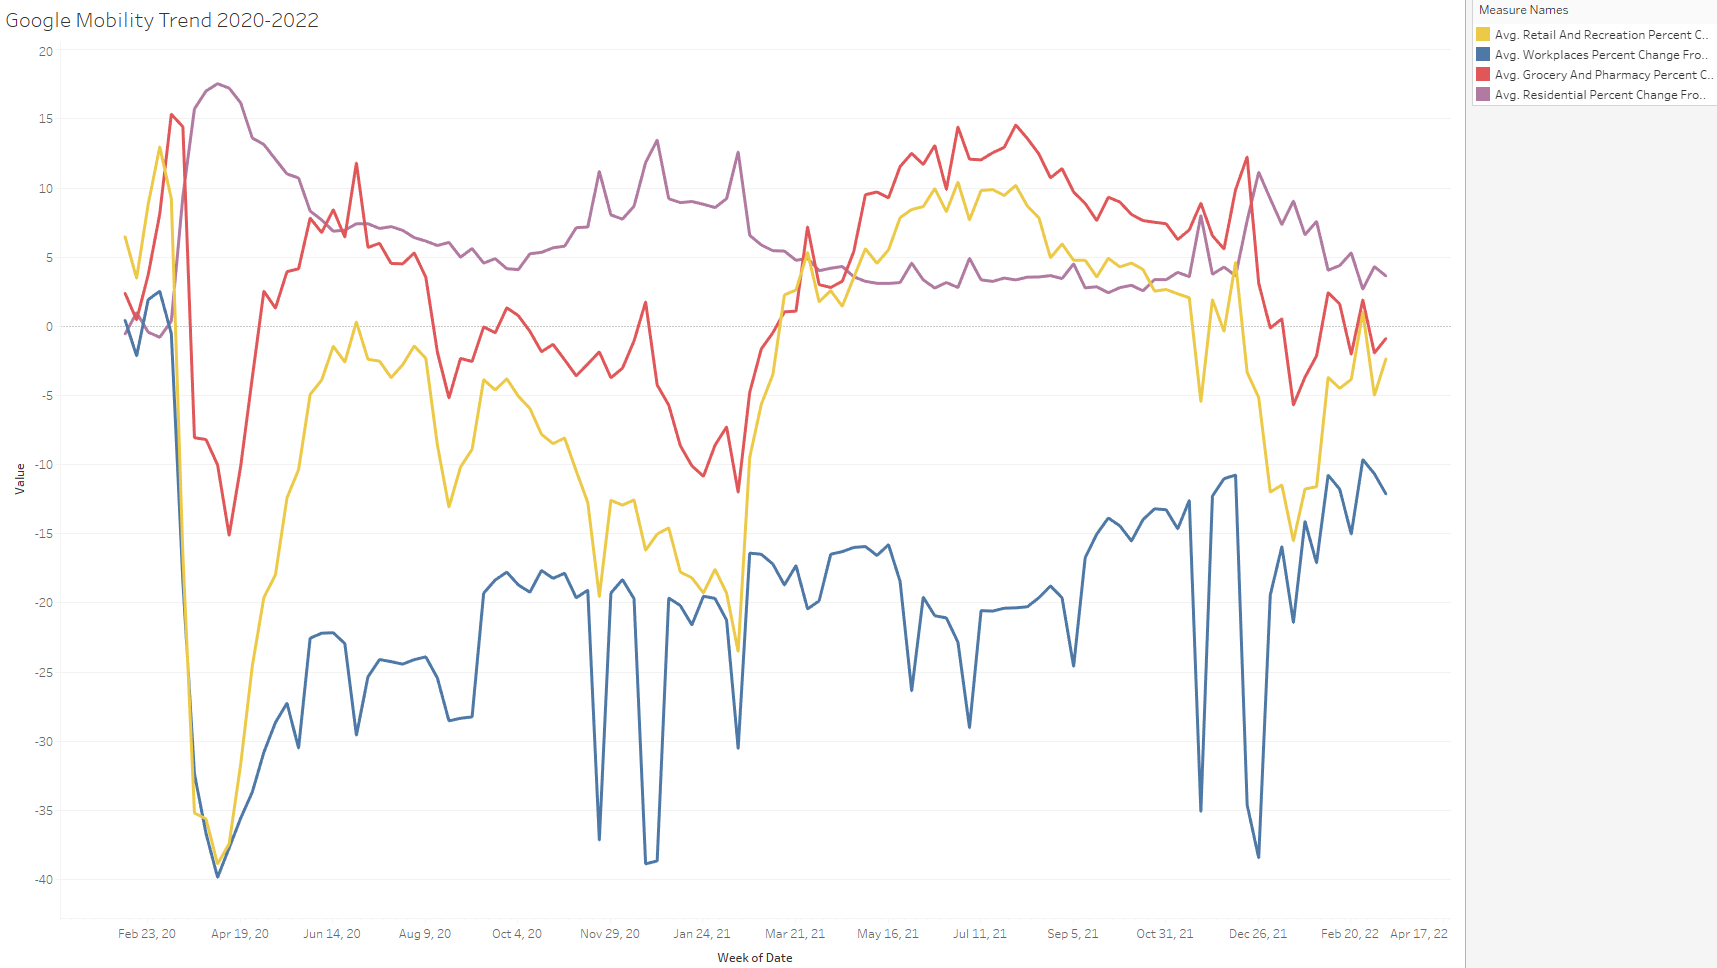 Google Mobility Trend 2020-2022
Measure Names
Avg. Retail And Recreation Percent C..
Avg. Workplaces Percent Change Fro..
Avg. Grocery And Pharmacy Percent C..
Avg. Residential Percent Change Fro..
20
15
10
5
0
-5
-10
-15
-20
-25
-30
-35
-40
Value
Feb 23, 20
Apr 19, 20
Jun 14, 20
Aug 9, 20
Oct 4, 20
Nov 29, 20
Jan 24, 21
Mar 21, 21
May 16, 21
Jul 11, 21
Sep 5, 21
Oct 31, 21
Dec 26, 21
Feb 20, 22
Apr 17, 22
Week of Date